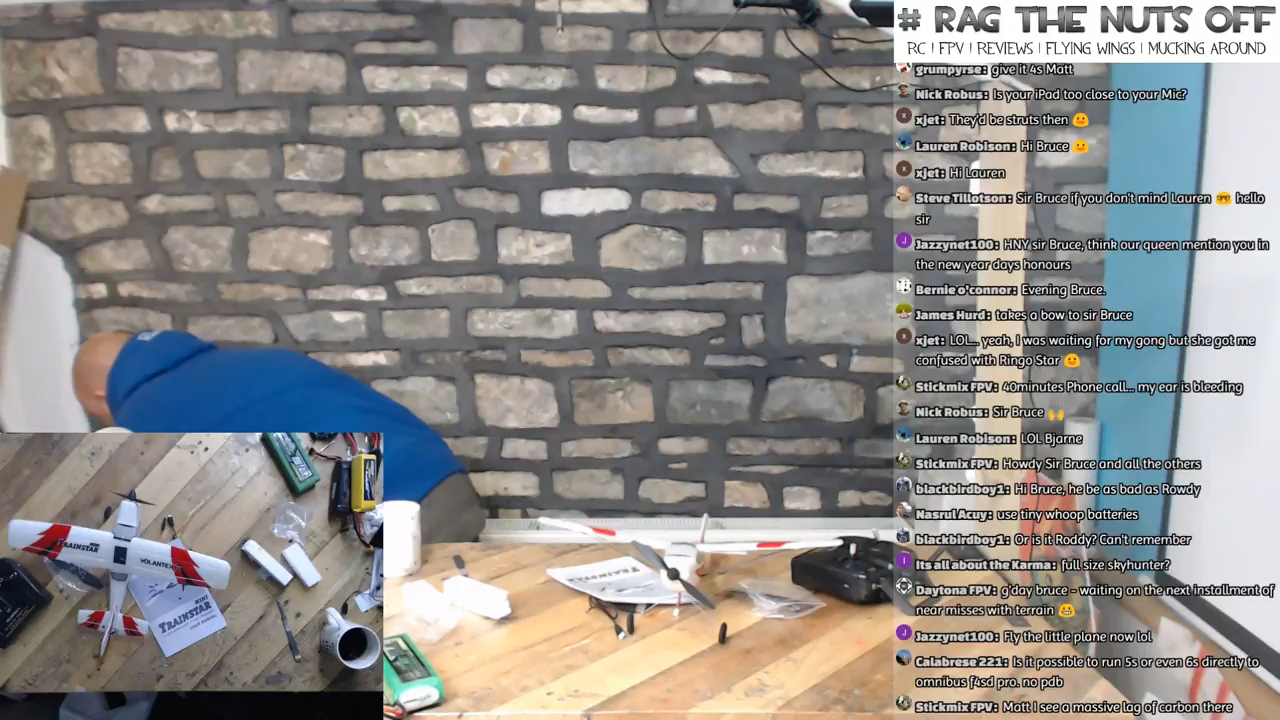 # RAG THE NUTS OFF
RC | FPV | REVIEWS | FLYING WINGS | MUCKING AROUND
grumpyrse: give it 4s Matt
Nick Robus: Is your iPad too close to your Mic?
xjet: They'd be struts then
Lauren Robison: Hi Bruce
xjet: Hi Lauren
Steve Tillotson: Sir Bruce if you don't mind Lauren hello
sir
Jazzynet100: HNY sir Bruce, think our queen mention you in
the new year days honours
Bernie o'connor: Evening Bruce.
James Hurd: takes a bow to sir Bruce
xjet: LOL... yeah, I was waiting for my gong but she got me
confused with Ringo Star
Stickmix FPV: 40minutes Phone call... my ear is bleeding
Nick Robus: Sir Bruce
Lauren Robison: LOL Bjarne
Stickmix FPV: Howdy Sir Bruce and all the others
blackbirdboy1: Hi Bruce, he be as bad as Rowdy
Nasrul Acuy: use tiny whoop batteries
blackbirdboy1: Or is it Roddy? Can't remember
Its all about the Karma: full size skyhunter?
Daytona FPV: g'day bruce - waiting on the next installment of
near misses with terrain
Jazzynet100: Fly the little plane now lol
Calabrese 221: Is it possible to run 5s or even 6s directly to
omnibus f4sd pro. no pdb
Stickmix FPV: Matt I see a massive lag of carbon there
TRAINSTAR
VOLANTEX
MINI
TRAINSTAR